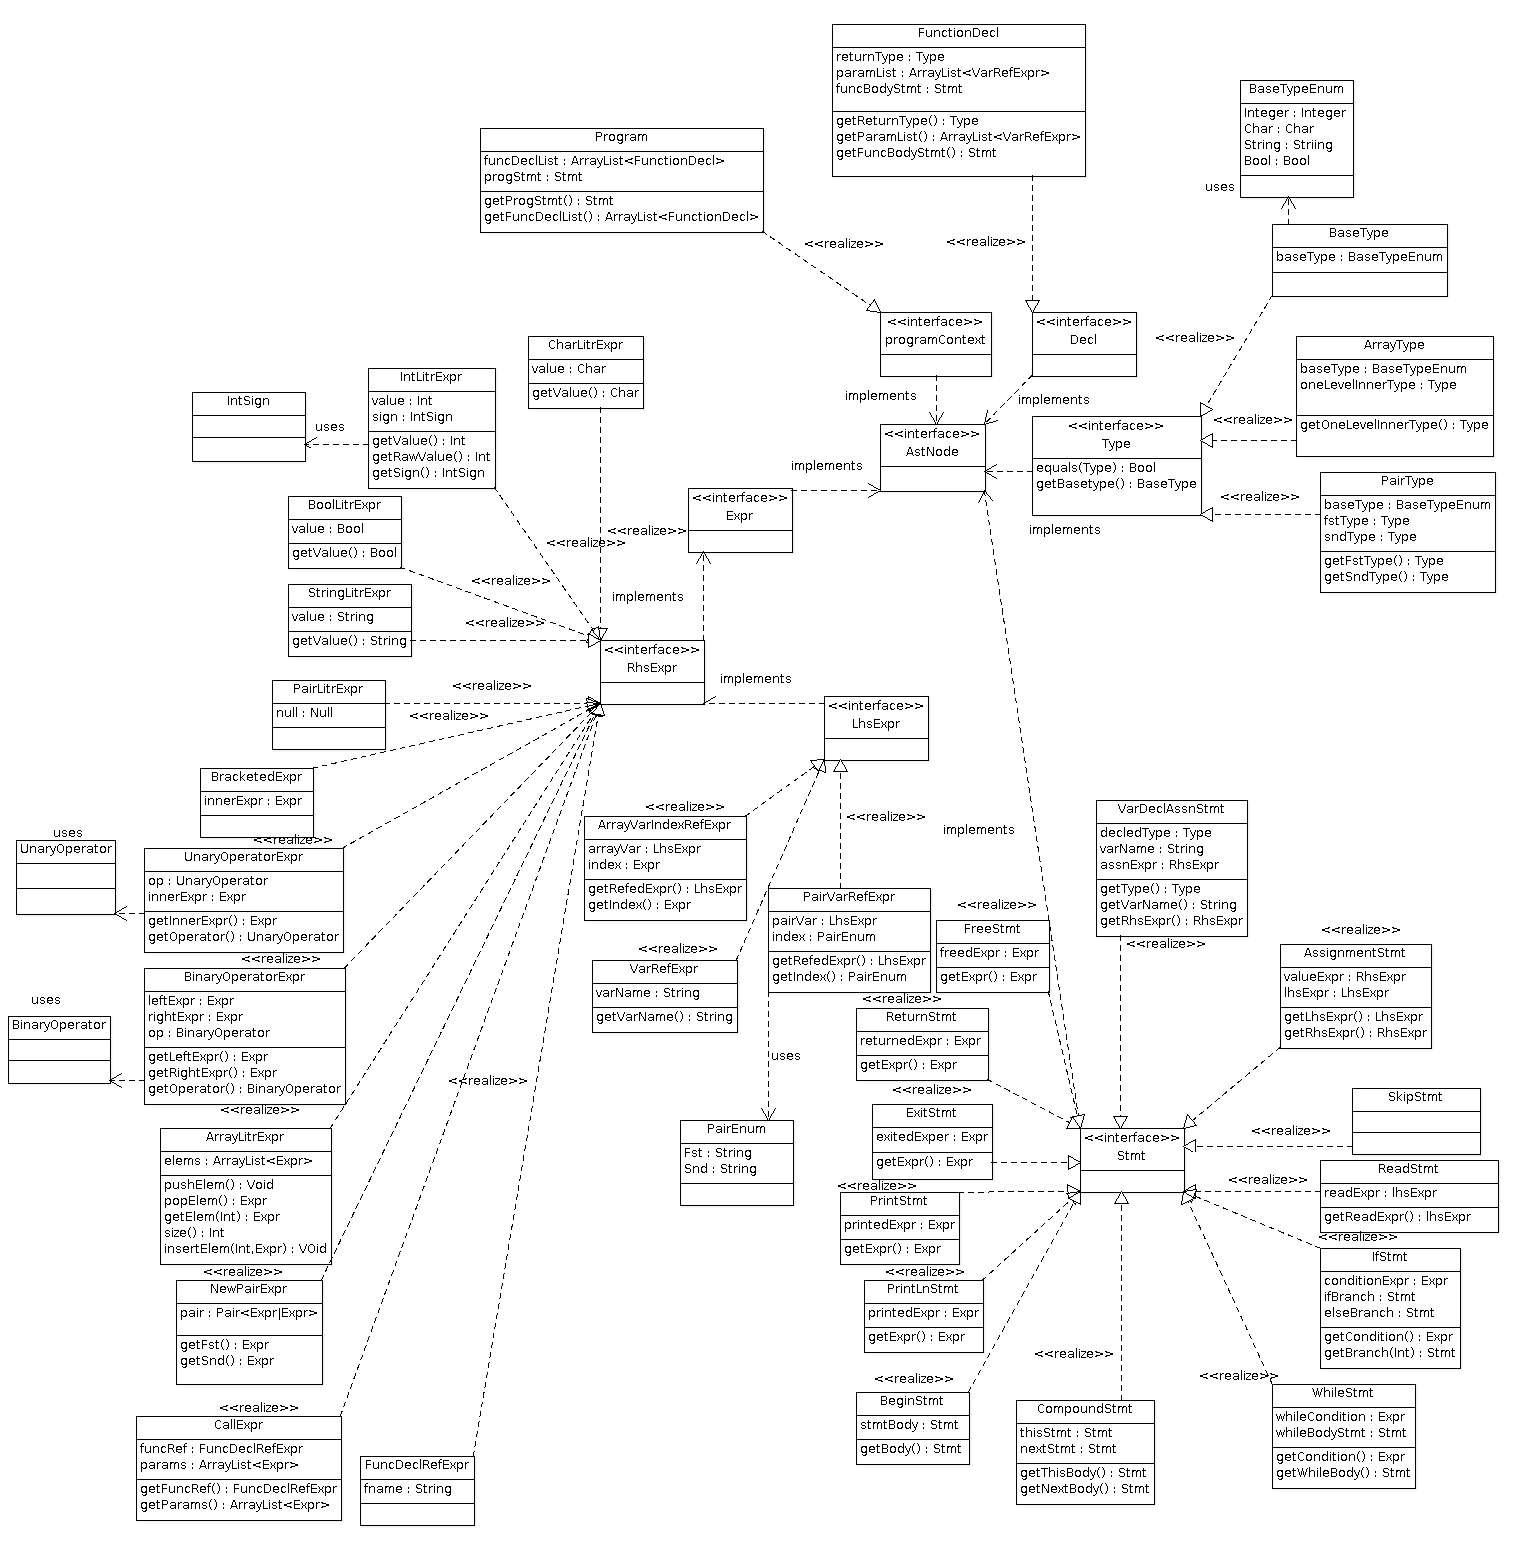 FunctionDecl
returnType : Type
paramList : ArrayList<VarRefExpr>
funcBodyStmt : Stmt
getReturnType() : Type
getParamList() : ArrayList<VarRefExpr>
getFuncBodyStmt() : Stmt
BaseTypeEnum
Integer : Integer
Char : Char
String : Striing
Bool : Bool
uses
Program
funcDeclList : ArrayList<FunctionDecl>
progStmt : Stmt
getProgStmt() : Stmt
getFuncDeclList() : ArrayList<FunctionDecl>
BaseType
baseType : BaseTypeEnum
<<realize>>
<<realize>>
<<interface>>
programContext
<<interface>>
Decl
<<realize>>
ArrayType
baseType : BaseTypeEnum
oneLevelInnerType : Type
getOneLevelInnerType() : Type
implements
implements
<<interface>>
AstNode
<<interface>>
Type
equals(Type) : Bool
getBasetype() : BaseType
<<realize>>
PairType
baseType : BaseTypeEnum
fstType : Type
sndType : Type
getFstType() : Type
getSndType() : Type
<<realize>>
implements
CharLitrExpr
value : Char
getValue() : Char
IntLitrExpr
value : Int
sign : IntSign
getValue() : Int
getRawValue() : Int
getSign() : IntSign
IntSign
uses
implements
<<interface>>
Expr
BoolLitrExpr
value : Bool
getValue() : Bool
<<realize>>
<<realize>>
<<realize>>
StringLitrExpr
value : String
getValue() : String
implements
<<realize>>
<<interface>>
RhsExpr
PairLitrExpr
null : Null
<<realize>>
<<realize>>
implements
<<interface>>
LhsExpr
BracketedExpr
innerExpr : Expr
<<realize>>
uses
UnaryOperator
UnaryOperatorExpr
op : UnaryOperator
innerExpr : Expr
getInnerExpr() : Expr
getOperator() : UnaryOperator
<<realize>>
ArrayVarIndexRefExpr
arrayVar : LhsExpr
index : Expr
getRefedExpr() : LhsExpr
getIndex() : Expr
<<realize>>
implements
VarDeclAssnStmt
decledType : Type
varName : String
assnExpr : RhsExpr
getType() : Type
getVarName() : String
getRhsExpr() : RhsExpr
PairVarRefExpr
pairVar : LhsExpr
index : PairEnum
getRefedExpr() : LhsExpr
getIndex() : PairEnum
<<realize>>
FreeStmt
freedExpr : Expr
getExpr() : Expr
<<realize>>
<<realize>>
AssignmentStmt
valueExpr : RhsExpr
lhsExpr : LhsExpr
getLhsExpr() : LhsExpr
getRhsExpr() : RhsExpr
<<realize>>
VarRefExpr
varName : String
getVarName() : String
<<realize>>
BinaryOperatorExpr
leftExpr : Expr
rightExpr : Expr
op : BinaryOperator
getLeftExpr() : Expr
getRightExpr() : Expr
getOperator() : BinaryOperator
uses
BinaryOperator
<<realize>>
ReturnStmt
returnedExpr : Expr
getExpr() : Expr
uses
<<realize>>
<<realize>>
ExitStmt
exitedExper : Expr
getExpr() : Expr
<<realize>>
ArrayLitrExpr
elems : ArrayList<Expr>
pushElem() : Void
popElem() : Expr
getElem(Int) : Expr
size() : Int
insertElem(Int,Expr) : VOid
PairEnum
Fst : String
Snd : String
<<interface>>
Stmt
<<realize>>
SkipStmt
<<realize>>
ReadStmt
readExpr : lhsExpr
getReadExpr() : lhsExpr
<<realize>>
PrintStmt
printedExpr : Expr
getExpr() : Expr
<<realize>>
IfStmt
conditionExpr : Expr
ifBranch : Stmt
elseBranch : Stmt
getCondition() : Expr
getBranch(Int) : Stmt
<<realize>>
NewPairExpr
pair : Pair<Expr|Expr>
getFst() : Expr
getSnd() : Expr
<<realize>>
PrintLnStmt
printedExpr : Expr
getExpr() : Expr
<<realize>>
<<realize>>
<<realize>>
WhileStmt
whileCondition : Expr
whileBodyStmt : Stmt
getCondition() : Expr
getWhileBody() : Stmt
BeginStmt
stmtBody : Stmt
getBody() : Stmt
CompoundStmt
thisStmt : Stmt
nextStmt : Stmt
getThisBody() : Stmt
getNextBody() : Stmt
<<realize>>
CallExpr
funcRef : FuncDeclRefExpr
params : ArrayList<Expr>
getFuncRef() : FuncDeclRefExpr
getParams() : ArrayList<Expr>
FuncDeclRefExpr
fname : String